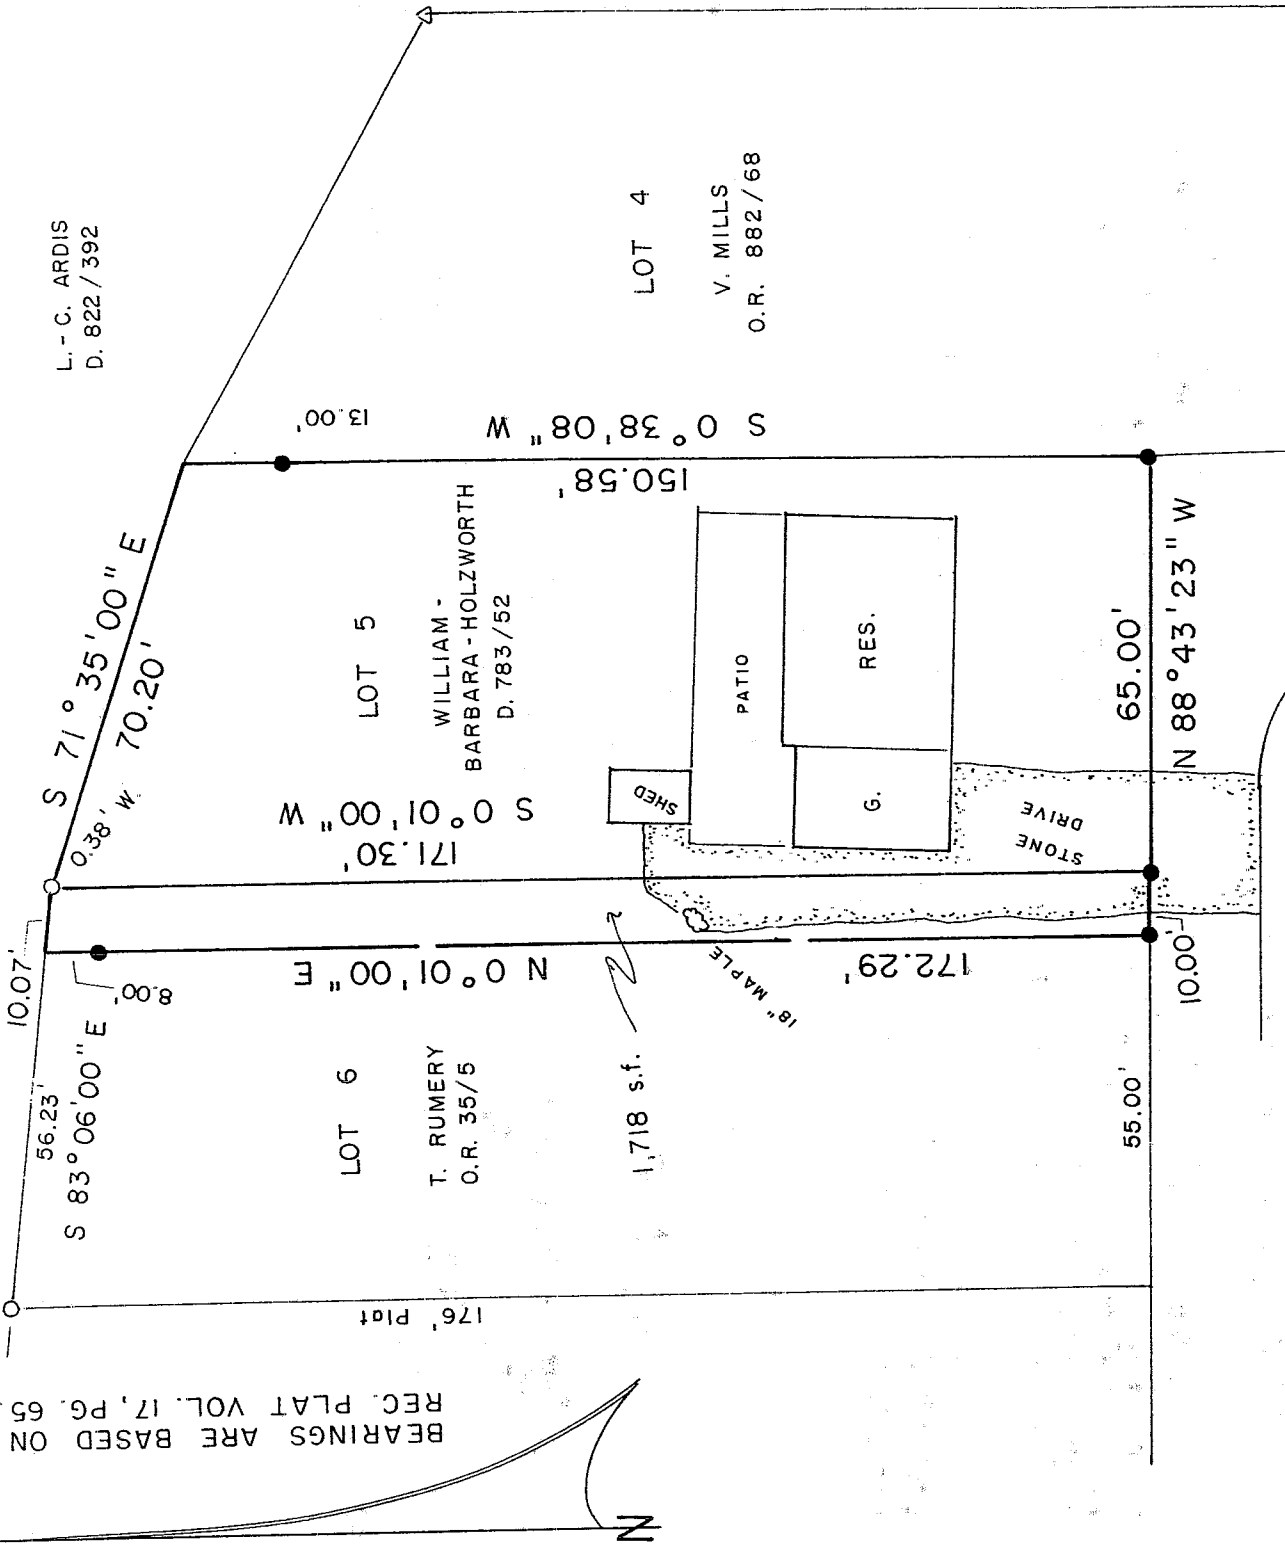 L. - C. ARDIS
D. 822/392
LOT 4
V. MILLS
O.R. 882/68
S 0° 38' 08" W
150.58'
13.00'
S 71° 35' 00" E
70.20'
0.38' W.
LOT 5
WILLIAM -
BARBARA - HOLZWORTH
D. 783/52
S 0° 01' 00" W
171.30'
SHED
PATIO
RES.
G.
STONE
DRIVE
65.00'
N 88° 43' 23" W
N 0° 01' 00" E
172.29'
18" MAPLE
10.00'
10.07'
8.00'
56.23'
S 83° 06' 00" E
LOT 6
T. RUMERY
O.R. 35/5
1,718 s.f.
55.00'
176' Plat
BEARINGS ARE BASED ON
REC. PLAT VOL. 17, PG. 65.
N